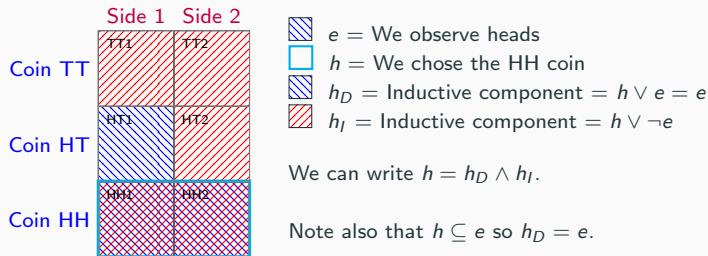 Side 1 Side 2
Coin TT
TT1 TT2
Coin HT
HT1 HT2
Coin HH
HH1 HH2
e = We observe heads
h = We chose the HH coin
h_D = Inductive component = h ∨ e = e
h_I = Inductive component = h ∨ ¬e
We can write h = h_D ∧ h_I.
Note also that h ⊆ e so h_D = e.